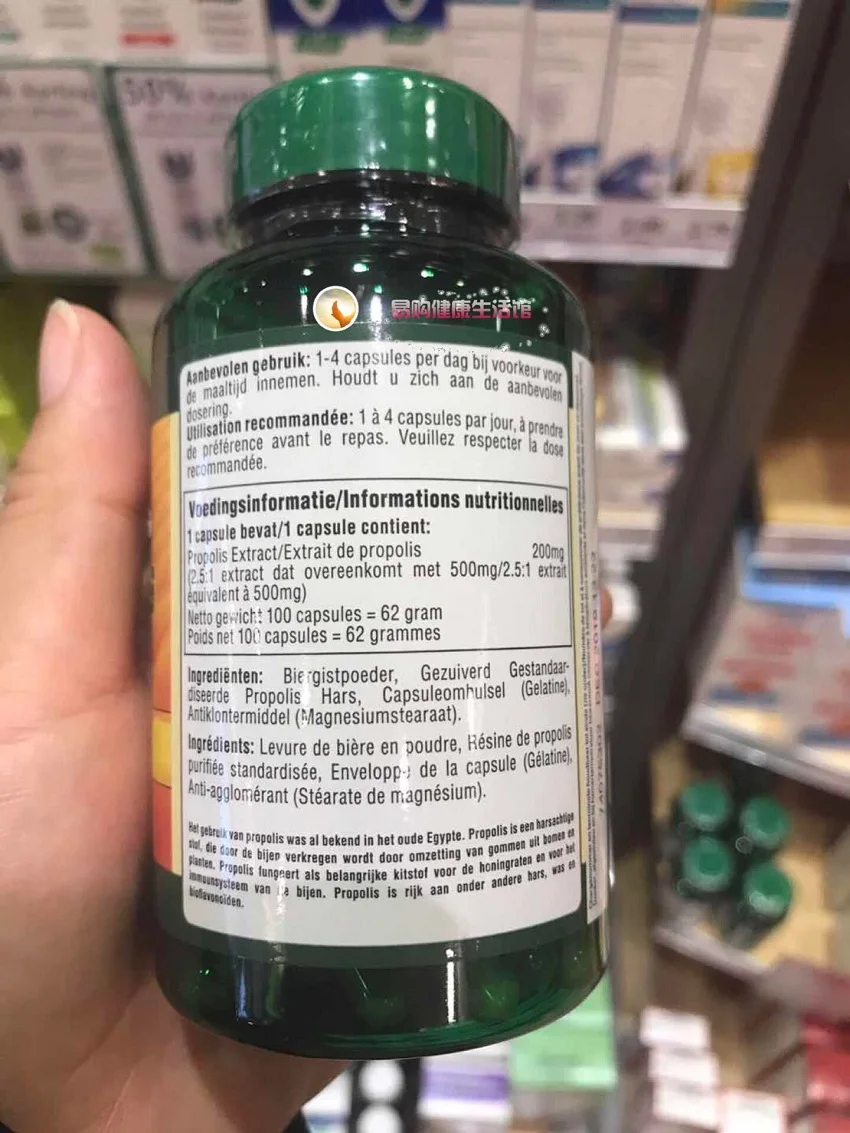 50%
易购健康生活馆
Aanbevolen gebruik: 1-4 capsules per dag bij voorkeur voor
de maaltijd innemen. Houdt u zich aan de aanbevolen
dosering.
Utilisation recommandée: 1 à 4 capsules par jour, à prendre
de préférence avant le repas. Veuillez respecter la dose
recommandée.
Voedingsinformatie/Informations nutritionnelles
1 capsule bevat/1 capsule contient:
Propolis Extract/Extrait de propolis 200mg
(2.5:1 extract dat overeenkomt met 500mg/2.5:1 extrait
équivalent à 500mg)
Netto gewicht 100 capsules = 62 gram
Poids net 100 capsules = 62 grammes
Ingrediënten: Biergistpoeder, Gezuiverd Gestandaar-
diseerde Propolis Hars, Capsuleomhulsel (Gelatine),
Antiklontermiddel (Magnesiumstearaat).
Ingrédients: Levure de bière en poudre, Résine de propolis
purifiée standardisée, Enveloppe de la capsule (Gélatine),
Anti-agglomérant (Stéarate de magnésium).
Het gebruik van propolis was al bekend in het oude Egypte. Propolis is een harsachtige
stof, die door de bijen verkregen wordt door omzetting van gommen uit bomen en
planten. Propolis fungeert als belangrijke kitstof voor de honingraten en voor het
immuunsysteem van de bijen. Propolis is rijk aan onder andere hars, was en
bioflavonoïden.